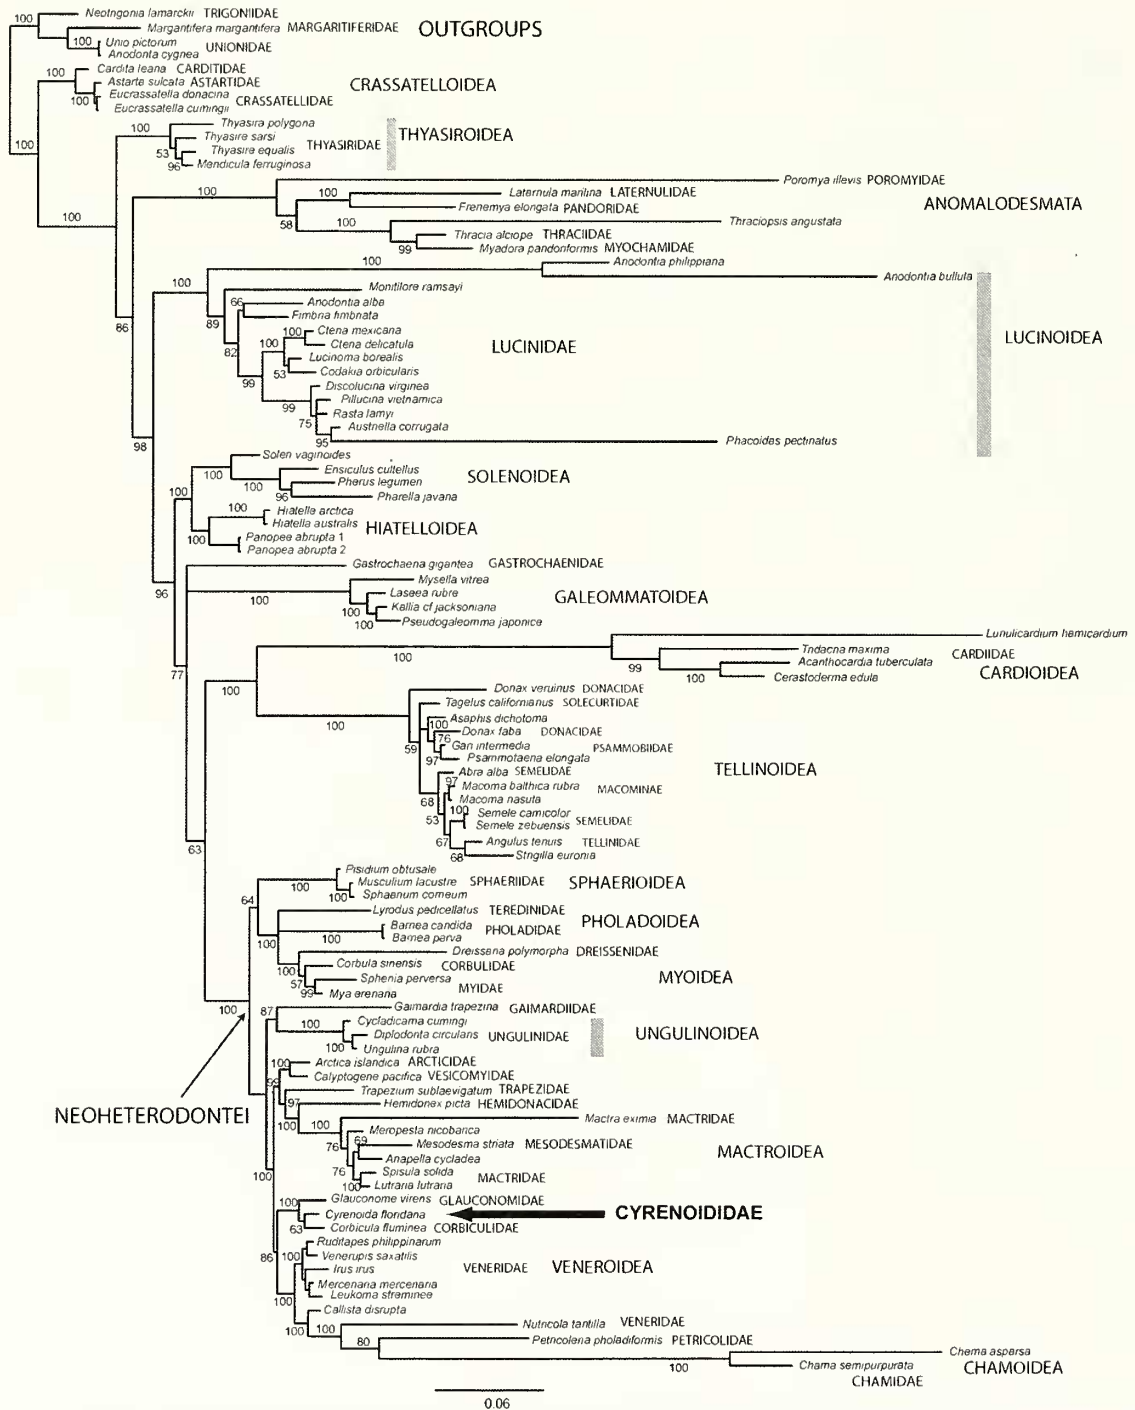 Neotrigonia lamarckii TRIGONIIDAE
100
Margaritifera margaritifera MARGARITIFERIDAE
OUTGROUPS
100
Unio pictorum
UNIONIDAE
Anodonta cygnea
100
Cardita leana CARDITIDAE
Astarte sulcata ASTARTIDAE
CRASSATELLOIDEA
Eucrassatella donacina
100
CRASSATELLIDAE
Eucrassatella cumingii
100
100
Thyasira polygona
THYASIROIDEA
Thyasire sarsi
53
Thyasire equalis
THYASIRIDAE
96
Mendicula ferruginosa
100
100
Poromya illevis POROMYIDAE
100
Laternula marilina LATERNULIDAE
Frenemya elongata PANDORIDAE
ANOMALODESMATA
58
100
Thraciopsis angustata
Thracia alciope THRACIIDAE
99
Myadora pandoriformis MYOCHAMIDAE
100
Anodontia philippiana
100
Anodontia bullula
Monitilore ramsayi
66
Anodontia alba
86
89
Fimbria fimbriata
100
Ctena mexicana
82
100
Ctena delicatula
LUCINIDAE
LUCINOIDEA
Lucinoma borealis
53
Codakia orbicularis
99
Discolucina virginea
99
Pillucina vietnamica
75
Rasta lamyi
Austriella corrugata
95
Phacoides pectinatus
98
Solen vaginoides
100
Ensiculus cultellus
100
Pharus legumen
SOLENOIDEA
96
Pharella javana
100
Hiatella arctica
100
Hiatella australis
HIATELLOIDEA
100
Panopea abrupta 1
Panopea abrupta 2
Gastrochaena gigantea GASTROCHAENIDAE
96
Mysella vitrea
100
Lasaea rubre
GALEOMMATOIDEA
100
Kallia cf jacksoniana
100
Pseudogaleomma japonice
Lunulicardium hemicardium
100
Tridacna maxima
CARDIIDAE
99
Acanthocardia tuberculata
100
Cerastoderma edula
CARDIOIDEA
77
100
Donax veruinus DONACIDAE
Tagelus californianus SOLECURTIDAE
100
Asaphis dichotoma
100
Donax faba DONACIDAE
76
59
Gari intermedia
PSAMMOBIIDAE
97
Psammotaena elongata
Abra alba SEMELIDAE
TELLINOIDEA
97
Macoma balthica rubra MACOMINAE
68
Macoma nasuta
100
Semele carnicolor
53
Semele zebuensis SEMELIDAE
67
Angulus tenuis TELLINIDAE
63
68
Strigilla euronia
Pisidium obtusale
100
Musculium lacustre SPHAERIIDAE
SPHAERIOIDEA
100
Sphaerium corneum
64
Lyrodus pedicellatus TEREDINIDAE
100
Barnea candida
PHOLADIDAE
PHOLADOIDEA
100
Barnea parva
Dreissena polymorpha DREISSENIDAE
100
Corbula sinensis CORBULIDAE
57
Sphenia perversa
MYIDAE
MYOIDEA
99
Mya arenaria
100
87
Gaimardia trapezina GAIMARDIIDAE
100
Cycladicama cumingi
Diplodonta circularis UNGULINIDAE
UNGULINOIDEA
100
Ungulina rubra
100
Arctica islandica ARCTICIDAE
99
Calyptogene pacifica VESICOMYIDAE
Trapezium sublaevigatum TRAPEZIDAE
97
Hemidonax picta HEMIDONACIDAE
NEOHETERODONTEI
100
100
Mactra eximia MACTRIDAE
Meropesta nicobarica
69
76
Mesodesma striata MESODESMATIDAE
MACTROIDEA
Anapella cycladea
76
Spisula solida
MACTRIDAE
100
100
Lutraria lutraria
100
Glauconome virens GLAUCONOMIDAE
Cyrenoida floridana
CYRENOIDIDAE
63
Corbicula fluminea CORBICULIDAE
86
100
Ruditapes philippinarum
Venerupis saxatilis
Irus irus
VENERIDAE
VENEROIDEA
Mercenaria mercenaria
100
Leukoma straminee
Callista disrupta
100
100
Nutricola tantilla VENERIDAE
80
Petricolaria pholadiformis PETRICOLIDAE
Chama aspersa
100
Chama semipurpurata
CHAMOIDEA
CHAMIDAE
0.06